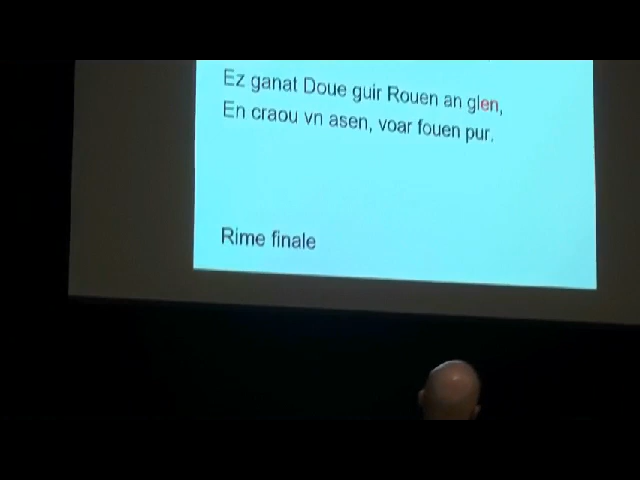 Ez ganat Doue guir Rouen an glen,
En craou vn asen, voar fouen pur.
Rime finale